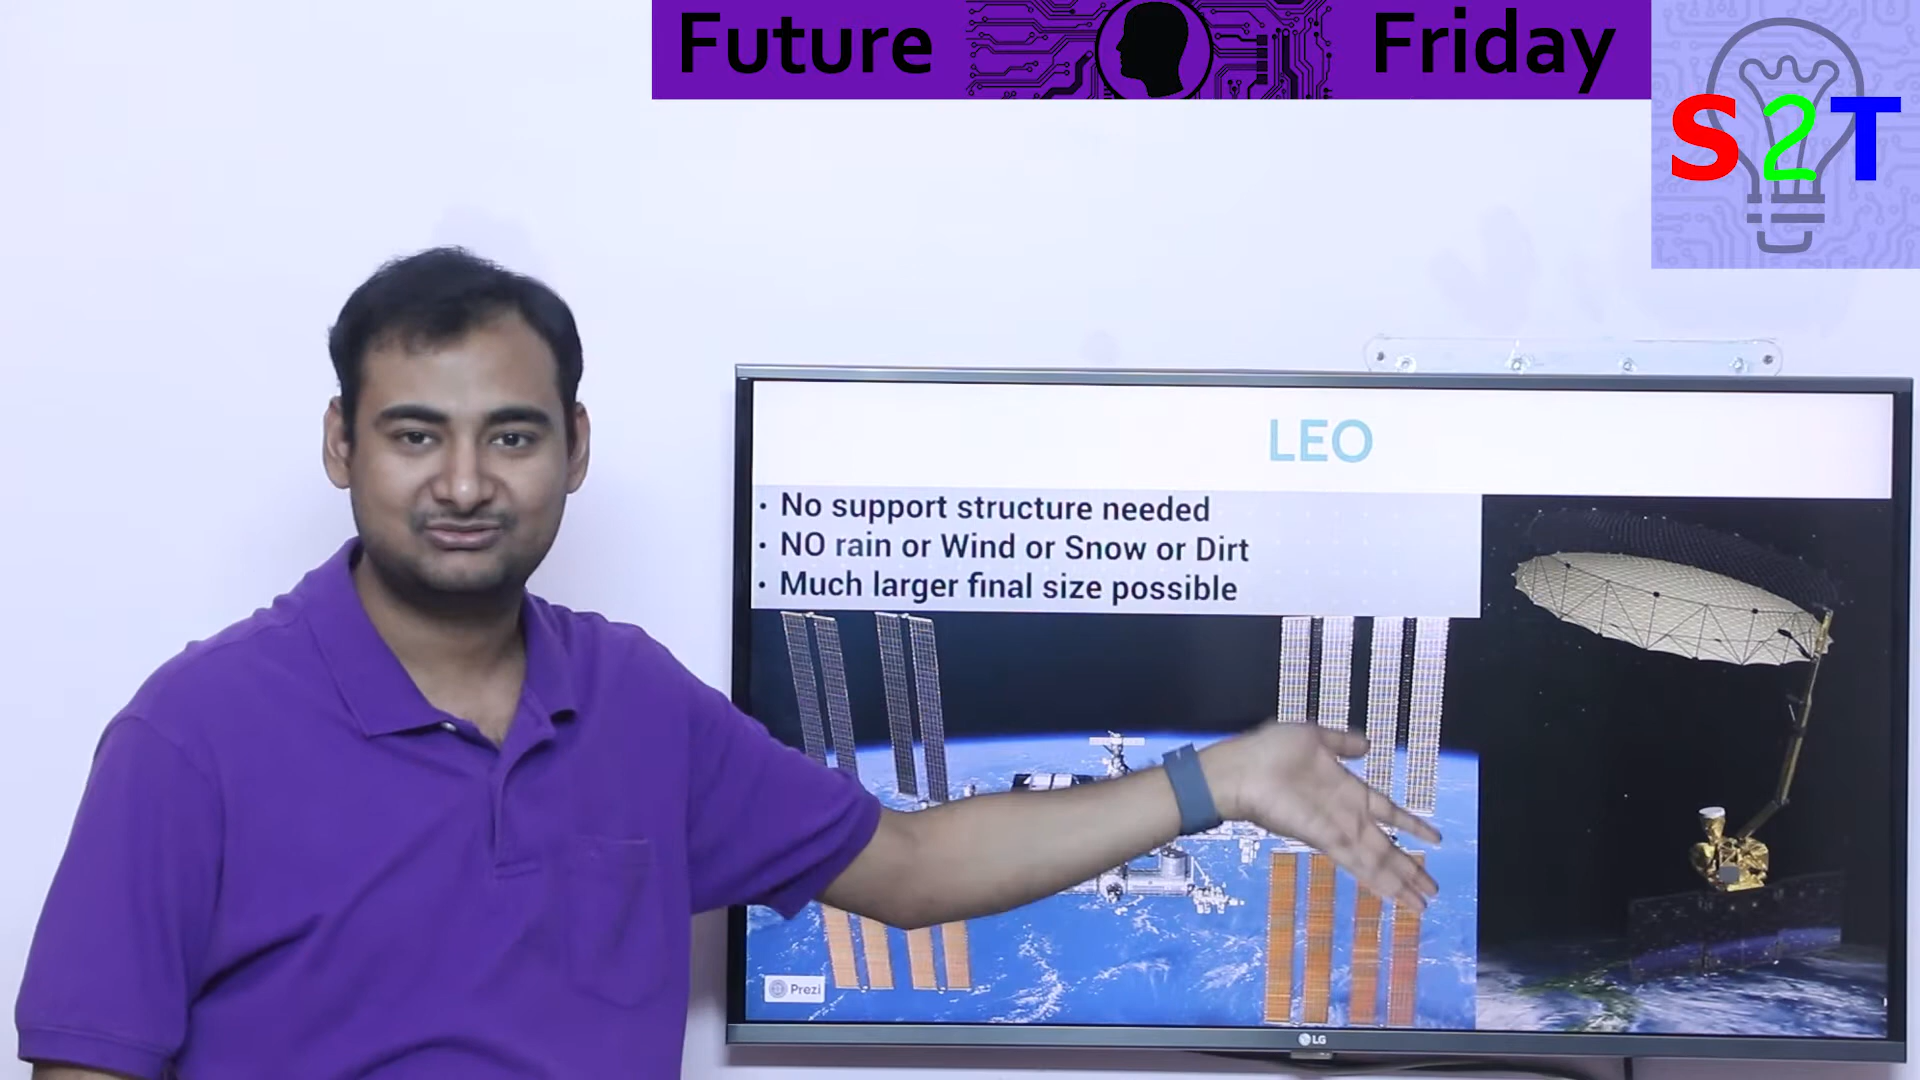 Future Friday
S2T
LEO
• No support structure needed
• NO rain or Wind or Snow or Dirt
• Much larger final size possible
Prezi
LG